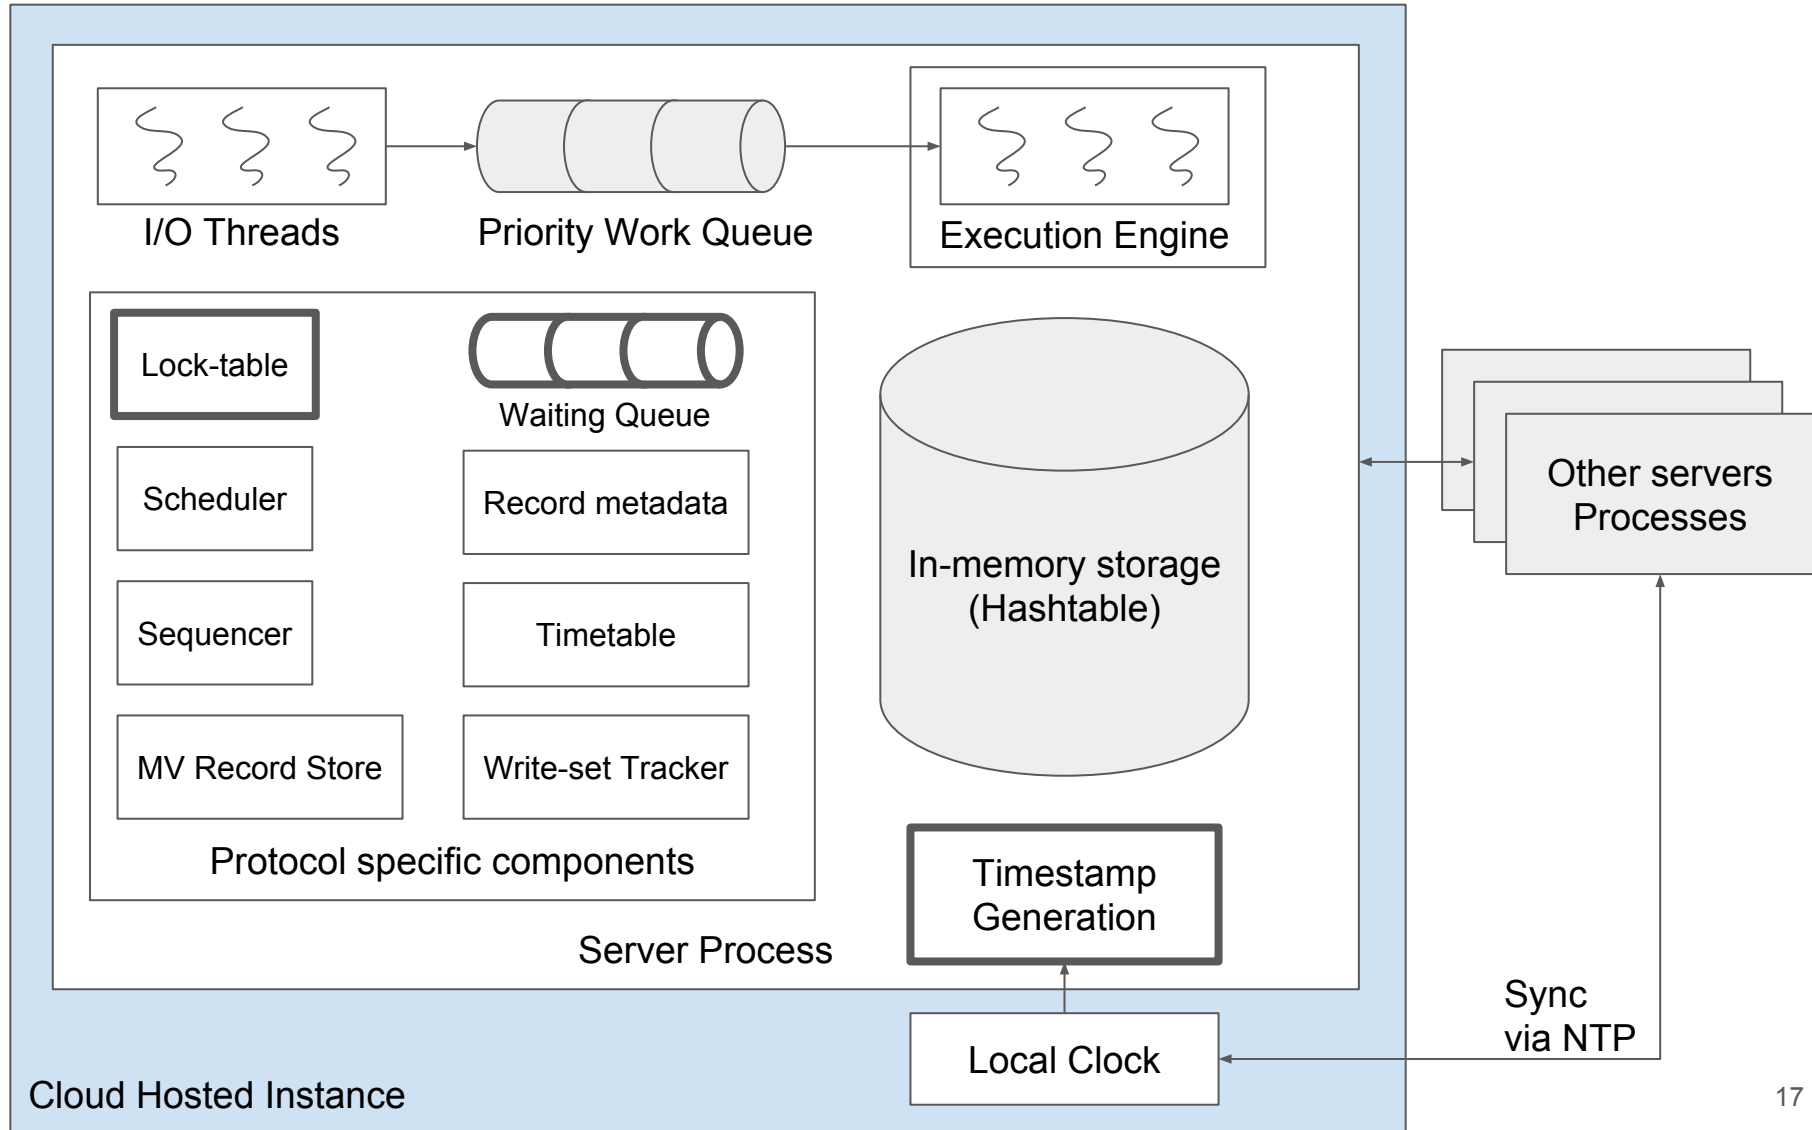 I/O Threads
Priority Work Queue
Execution Engine
Lock-table
Waiting Queue
Scheduler
Record metadata
Sequencer
Timetable
MV Record Store
Write-set Tracker
Protocol specific components
In-memory storage
(Hashtable)
Timestamp
Generation
Server Process
Local Clock
Cloud Hosted Instance
Other servers
Processes
Sync
via NTP
17